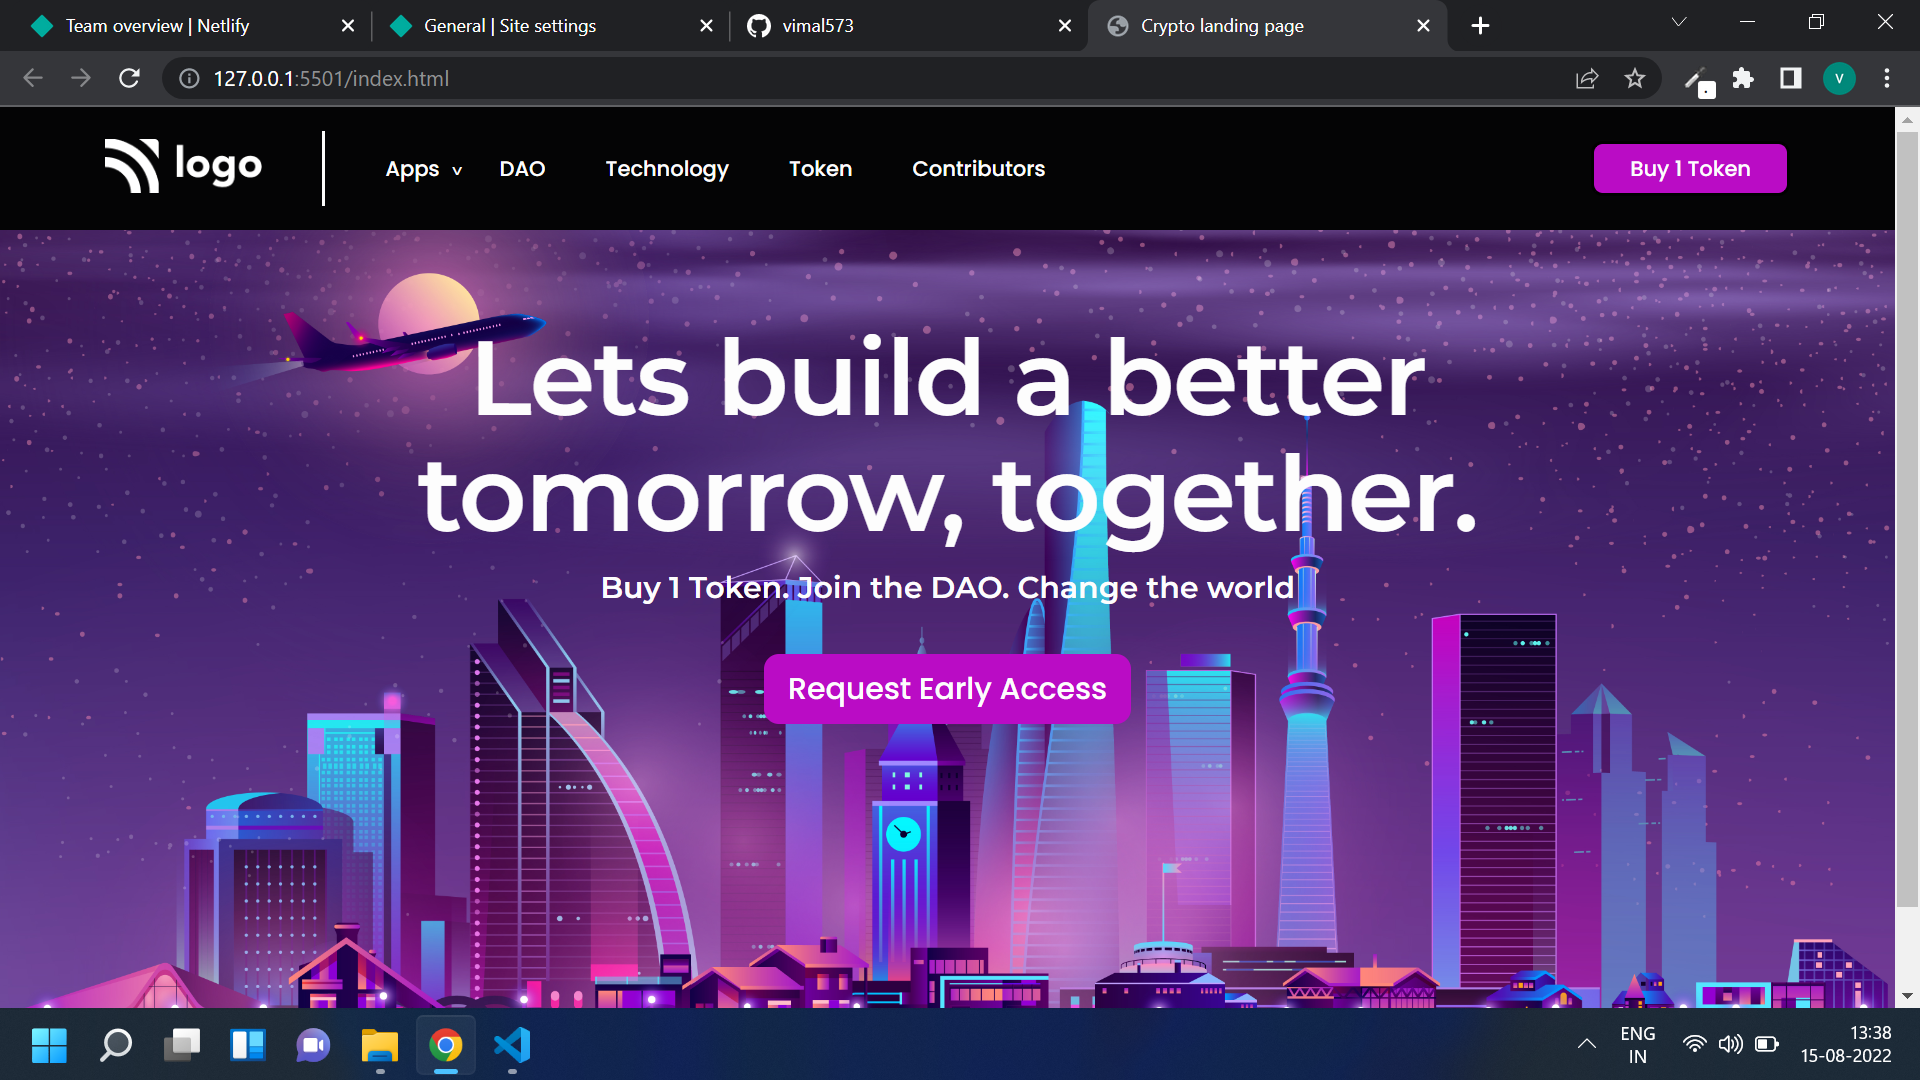 Team overview | Netlify
General | Site settings
vimal573
Crypto landing page
127.0.0.1:5501/index.html
V
logo
Apps v
DAO
Technology
Token
Contributors
Buy 1 Token
Lets build a better
tomorrow, together.
Buy 1 Token. Join the DAO. Change the world
Request Early Access
ENG
IN
13:38
15-08-2022